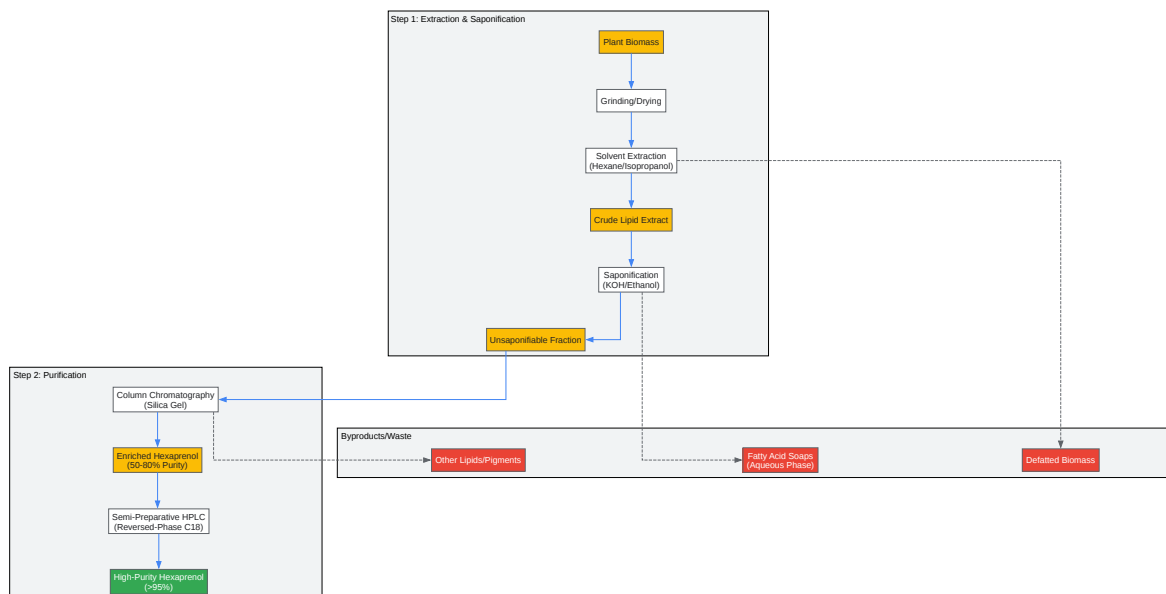 Step 1: Extraction & Saponification
Plant Biomass
Grinding/Drying
Solvent Extraction
(Hexane/Isopropanol)
Crude Lipid Extract
Saponification
(KOH/Ethanol)
Unsaponifiable Fraction
Step 2: Purification
Column Chromatography
(Silica Gel)
Enriched Hexaprenol
(50-80% Purity)
Semi-Preparative HPLC
(Reversed-Phase C18)
High-Purity Hexaprenol
(>95%)
Byproducts/Waste
Other Lipids/Pigments
Fatty Acid Soaps
(Aqueous Phase)
Defatted Biomass